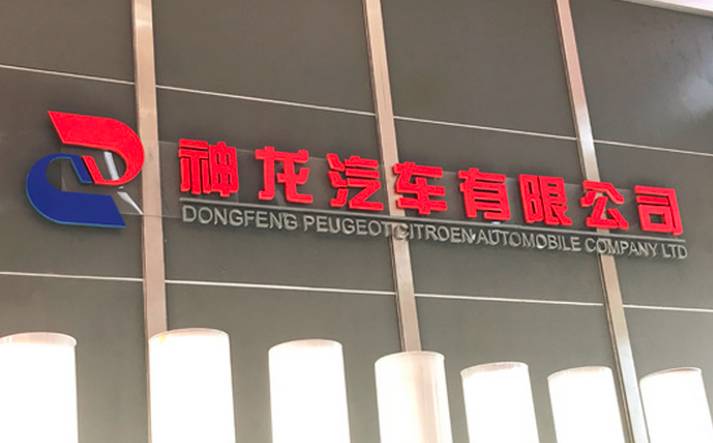 神龙汽车有限公司
DONGFENG PEUGEOT CITROEN AUTOMOBILE COMPANY LTD